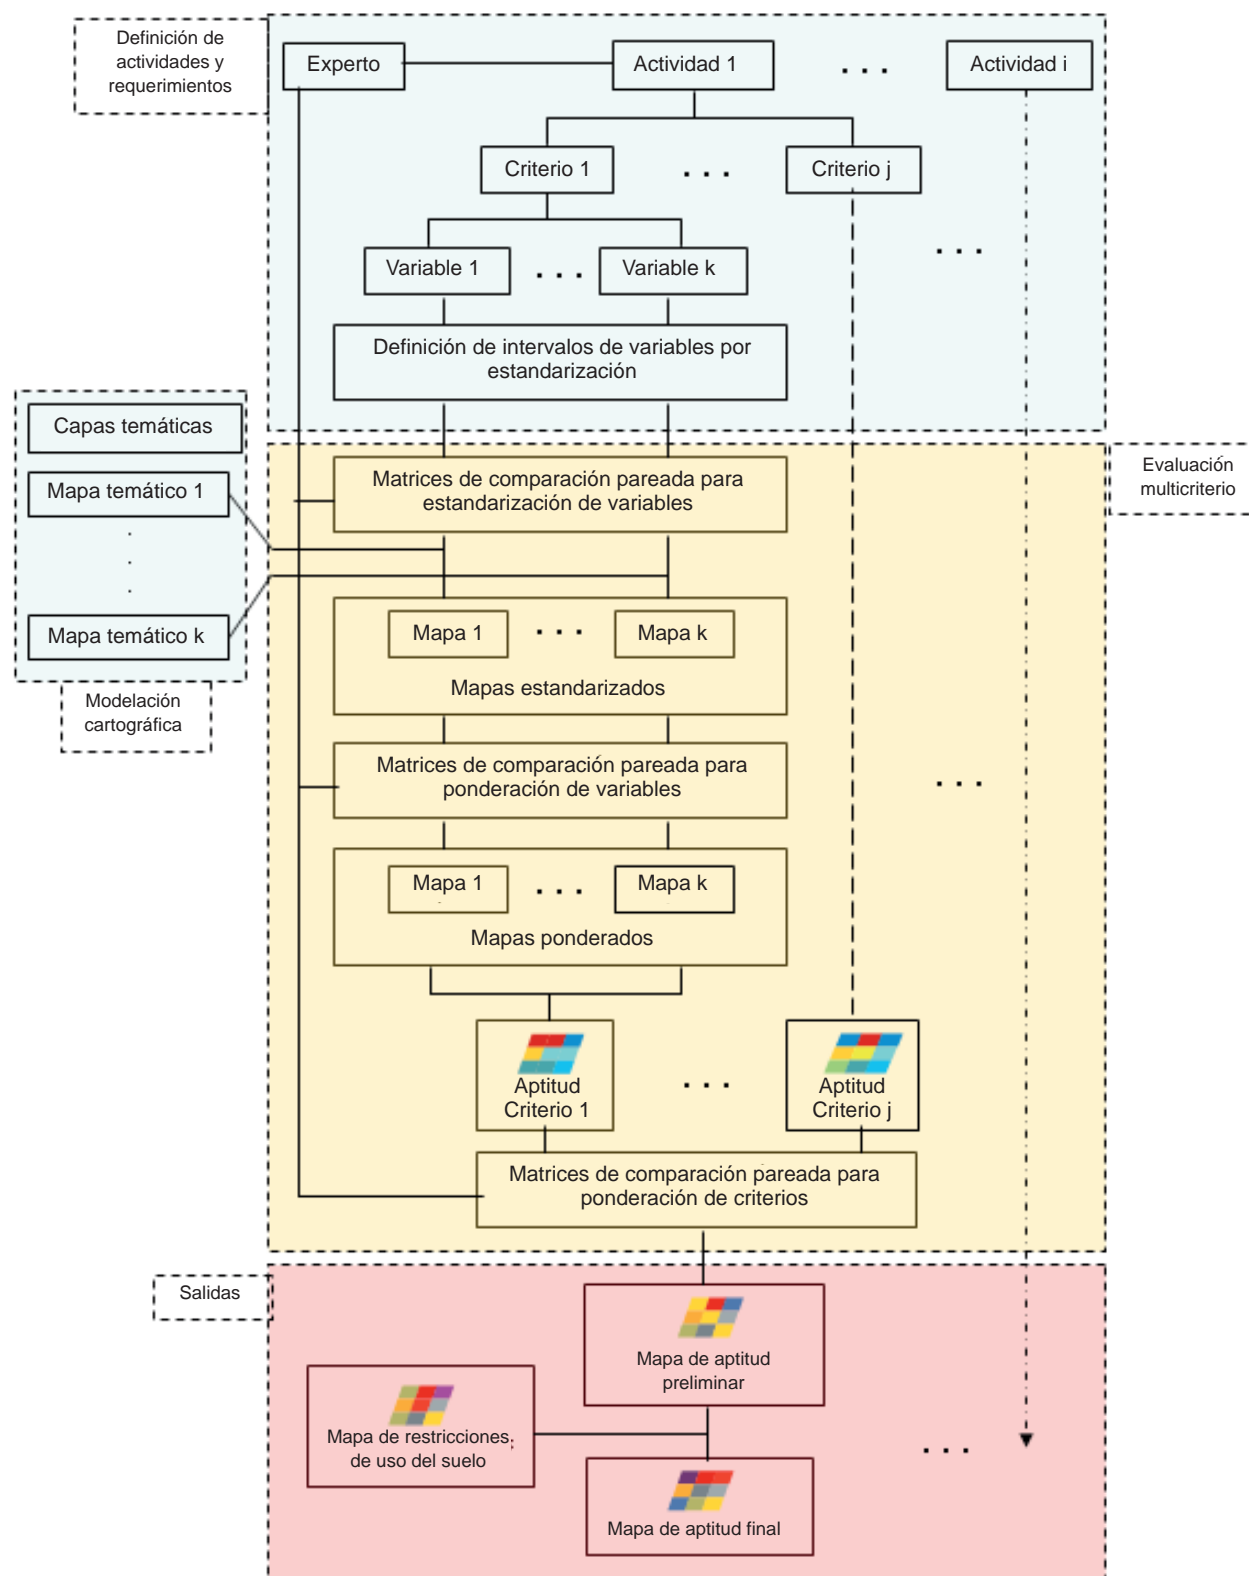 Definición de
actividades y
requerimientos
Experto
Actividad 1
. . .
Actividad i
Criterio 1
. . .
Criterio j
Variable 1
. . .
Variable k
. . .
Definición de intervalos de variables por
estandarización
Capas temáticas
Mapa temático 1
.
.
.
Mapa temático k
Modelación
cartográfica
Evaluación
multicriterio
Matrices de comparación pareada para
estandarización de variables
Mapa 1
. . .
Mapa k
Mapas estandarizados
Matrices de comparación pareada para
ponderación de variables
. . .
Mapa 1
. . .
Mapa k
Mapas ponderados
Aptitud
Criterio 1
. . .
Aptitud
Criterio j
Matrices de comparación pareada para
ponderación de criterios
Salidas
Mapa de aptitud
preliminar
Mapa de restricciones
de uso del suelo
. . .
Mapa de aptitud final